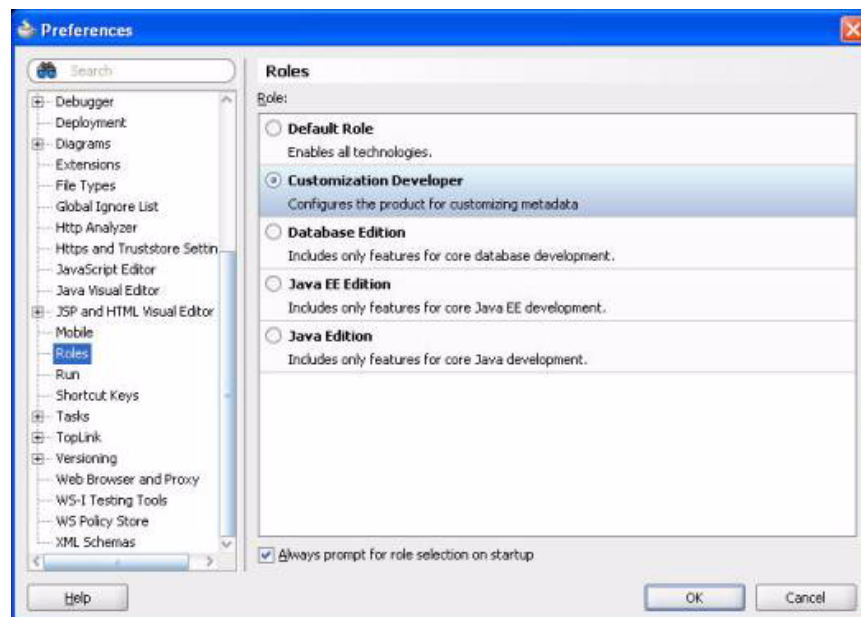 Preferences
Search
Debugger
Deployment
Diagrams
Extensions
File Types
Global Ignore List
Http Analyzer
Https and Truststore Settin
JavaScript Editor
Java Visual Editor
JSP and HTML Visual Editor
Mobile
Roles
Run
Shortcut Keys
Tasks
TopLink
Versioning
Web Browser and Proxy
WS-I Testing Tools
WS Policy Store
XML Schemas
Roles
Role:
Default Role
Enables all technologies.
Customization Developer
Configures the product for customizing metadata
Database Edition
Includes only features for core database development.
Java EE Edition
Includes only features for core Java EE development.
Java Edition
Includes only features for core Java development.
Always prompt for role selection on startup
Help
OK
Cancel